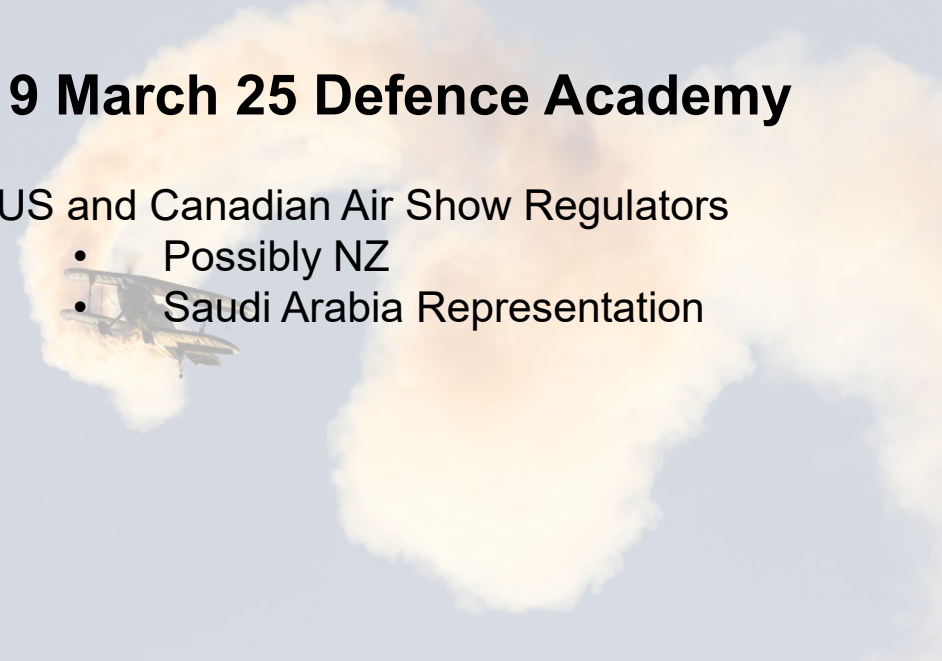 9 March 25 Defence Academy
US and Canadian Air Show Regulators
• Possibly NZ
• Saudi Arabia Representation